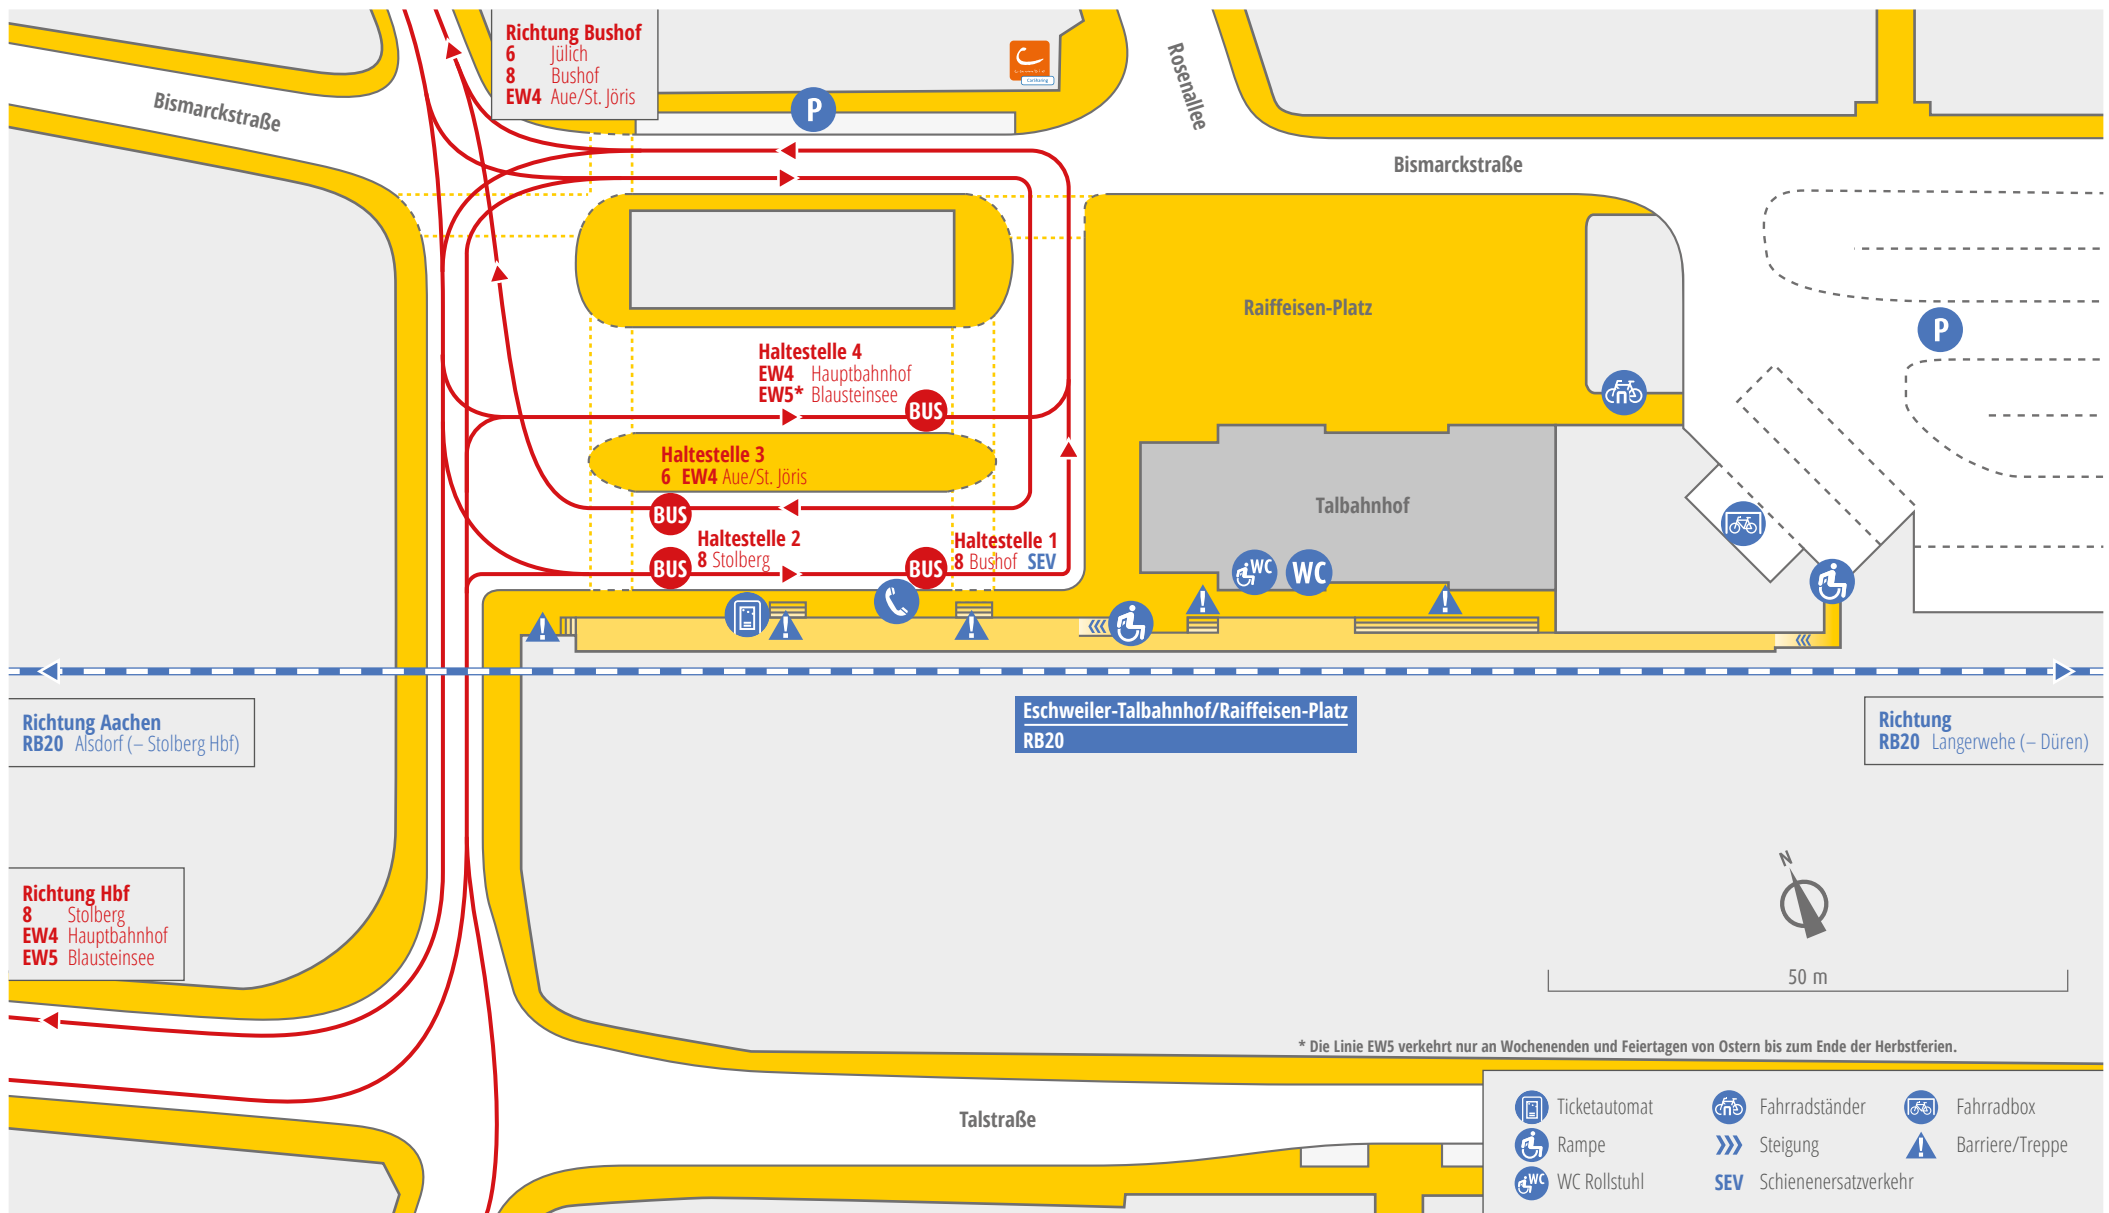 Richtung Bushof
6 Jülich
8 Bushof
EW4 Aue/St. Jöris
Bismarckstraße
P
CarSharing
Rosenallee
Bismarckstraße
Raiffeisen-Platz
P
Haltestelle 4
EW4 Hauptbahnhof
EW5* Blausteinsee
BUS
Haltestelle 3
6 EW4 Aue/St. Jöris
BUS
Haltestelle 2
8 Stolberg
BUS
Haltestelle 1
8 Bushof SEV
BUS
Talbahnhof
WC
WC
Eschweiler-Talbahnhof/Raiffeisen-Platz
RB20
Richtung Aachen
RB20 Alsdorf (– Stolberg Hbf)
Richtung
RB20 Langerwehe (– Düren)
Richtung Hbf
8 Stolberg
EW4 Hauptbahnhof
EW5 Blausteinsee
N
50 m
* Die Linie EW5 verkehrt nur an Wochenenden und Feiertagen von Ostern bis zum Ende der Herbstferien.
Talstraße
Ticketautomat
Fahrradständer
Fahrradbox
Rampe
Steigung
Barriere/Treppe
WC
WC Rollstuhl
SEV Schienenersatzverkehr